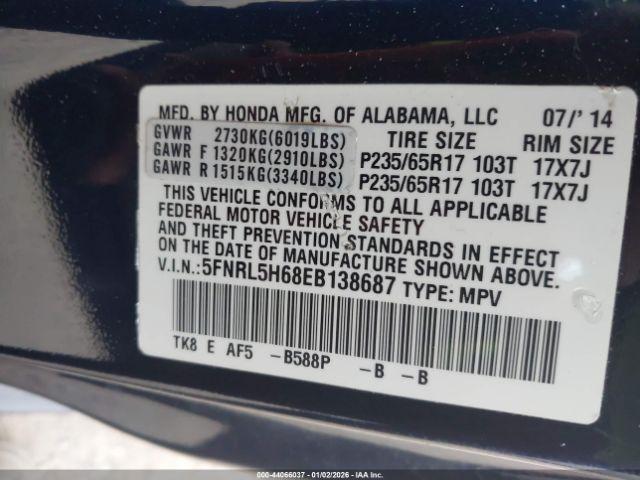 MFD. BY HONDA MFG. OF ALABAMA, LLC 07/'14
GVWR 2730KG(6019LBS) TIRE SIZE RIM SIZE
GAWR F 1320KG(2910LBS) P235/65R17 103T 17X7J
GAWR R 1515KG(3340LBS) P235/65R17 103T 17X7J
THIS VEHICLE CONFORMS TO ALL APPLICABLE
FEDERAL MOTOR VEHICLE SAFETY
AND THEFT PREVENTION STANDARDS IN EFFECT
ON THE DATE OF MANUFACTURE SHOWN ABOVE.
V.I.N.: 5FNRL5H68EB138687 TYPE: MPV
TK8 E AF5 -B588P -B -B
© IAA - 44066037 - 01/02/2026 - IAAI.COM